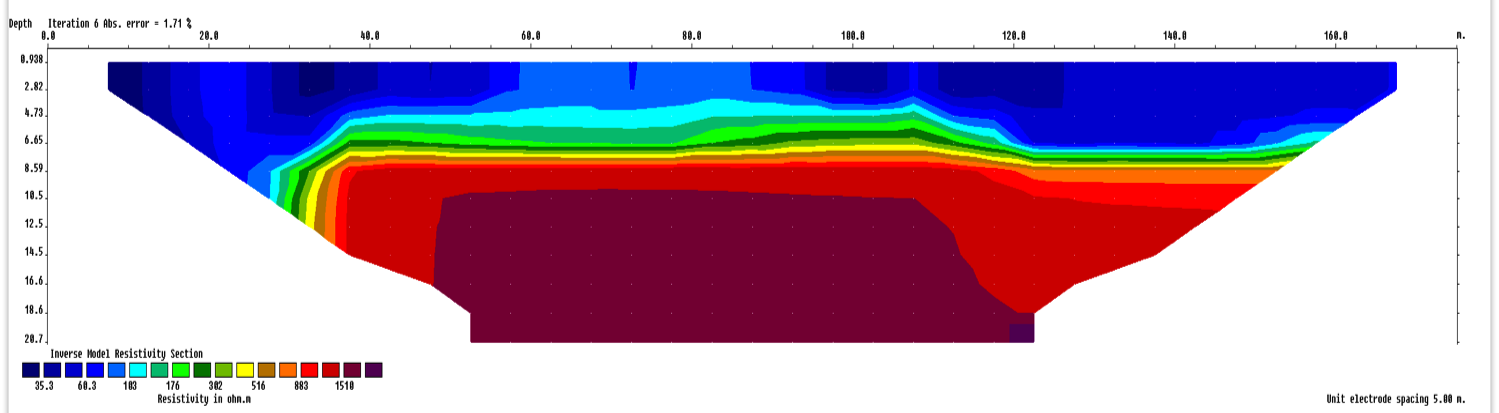 Depth Iteration 6 Abs. error = 1.71 %
0.0 20.0 40.0 60.0 80.0 100.0 120.0 140.0 160.0 m.
0.938
2.82
4.73
6.65
8.59
10.5
12.5
14.5
16.6
18.6
20.7
Inverse Model Resistivity Section
35.3 60.3 103 176 302 516 883 1510
Resistivity in ohm.m
Unit electrode spacing 5.00 m.